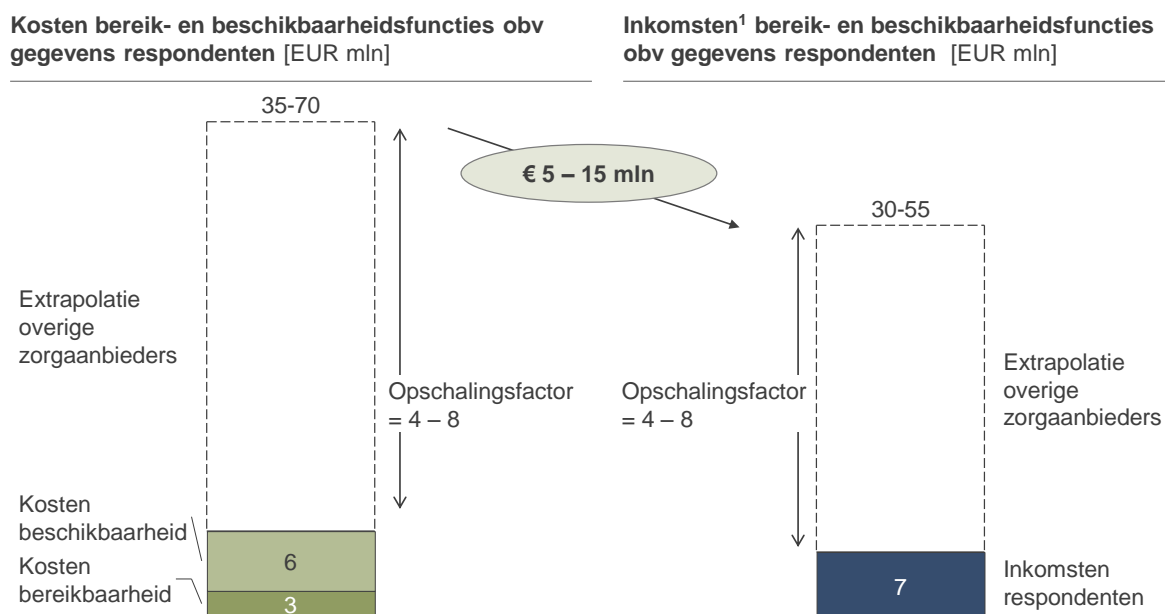 Kosten bereik- en beschikbaarheidsfuncties obv
gegevens respondenten [EUR mln]
35-70
Extrapolatie
overige
zorgaanbieders
Opschalingsfactor
= 4 – 8
Kosten
beschikbaarheid
Kosten
bereikbaarheid
6
3
€ 5 – 15 mln
Inkomsten¹ bereik- en beschikbaarheidsfuncties
obv gegevens respondenten [EUR mln]
30-55
Opschalingsfactor
= 4 – 8
Extrapolatie
overige
zorgaanbieders
7
Inkomsten
respondenten